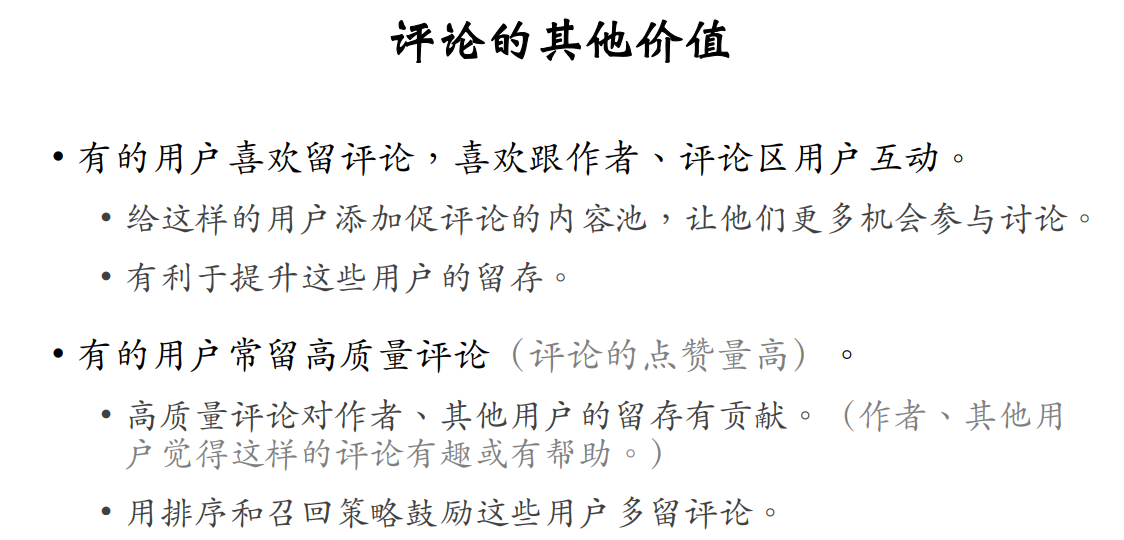 评论的其他价值
• 有的用户喜欢留评论，喜欢跟作者、评论区用户互动。
• 给这样的用户添加促评论的内容池，让他们更多机会参与讨论。
• 有利于提升这些用户的留存。
• 有的用户常留高质量评论（评论的点赞量高）。
• 高质量评论对作者、其他用户的留存有贡献。（作者、其他用
户觉得这样的评论有趣或有帮助。）
• 用排序和召回策略鼓励这些用户多留评论。